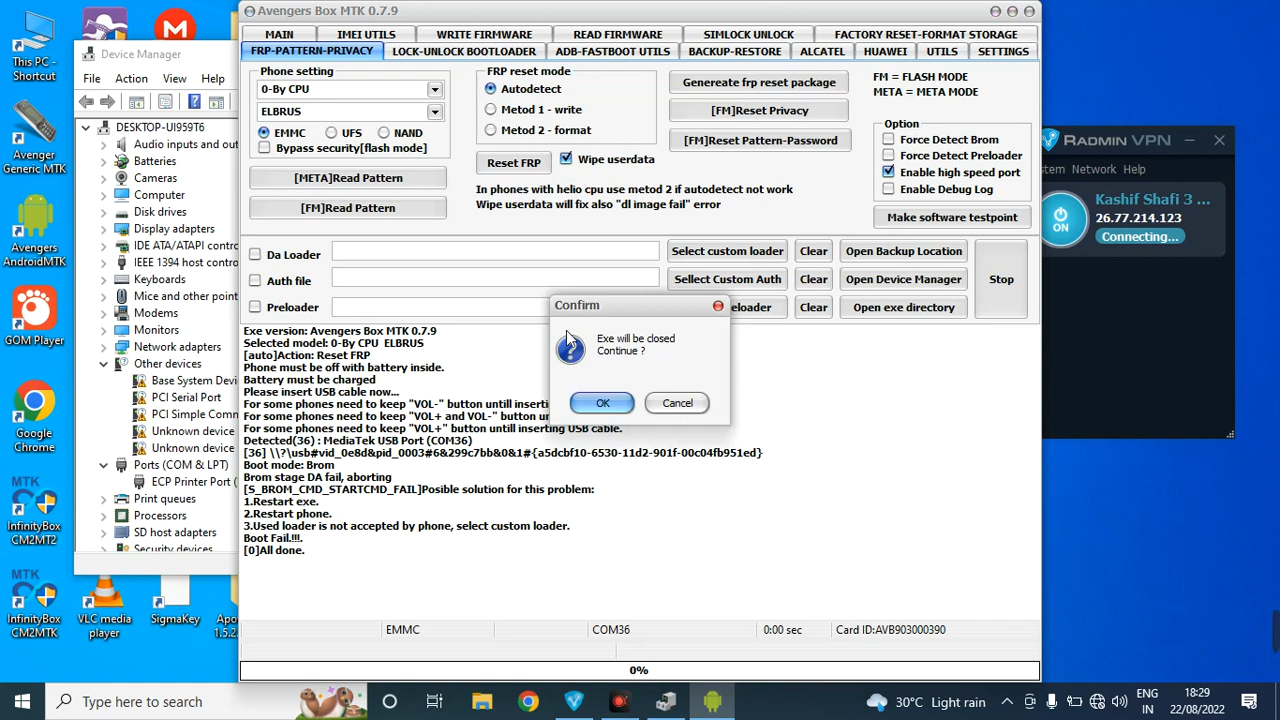 This PC -
Shortcut
Avenger
Generic MTK
Avengers
AndroidMTK
GOM Player
Google
Chrome
MTK
InfinityBox
CM2MT2
MTK
InfinityBox
CM2MTK
VLC media
player
SigmaKey
Apo
1.5.2
Device Manager
File Action View Help
DESKTOP-UI959T6
Audio inputs and out
Batteries
Cameras
Computer
Disk drives
Display adapters
IDE ATA/ATAPI contro
IEEE 1394 host contro
Keyboards
Mice and other point
Modems
Monitors
Network adapters
Other devices
Base System Devi
PCI Serial Port
PCI Simple Comm
Unknown device
Unknown device
Ports (COM & LPT)
ECP Printer Port (
Print queues
Processors
SD host adapters
Security devices
Avengers Box MTK 0.7.9
MAIN IMEI UTILS WRITE FIRMWARE READ FIRMWARE SIMLOCK UNLOCK FACTORY RESET-FORMAT STORAGE
FRP-PATTERN-PRIVACY LOCK-UNLOCK BOOTLOADER ADB-FASTBOOT UTILS BACKUP-RESTORE ALCATEL HUAWEI UTILS SETTINGS
Phone setting
0-By CPU
ELBRUS
EMMC UFS NAND
Bypass security[flash mode]
[META]Read Pattern
[FM]Read Pattern
FRP reset mode
Autodetect
Metod 1 - write
Metod 2 - format
Reset FRP Wipe userdata
Generate frp reset package
[FM]Reset Privacy
[FM]Reset Pattern-Password
In phones with helio cpu use metod 2 if autodetect not work
Wipe userdata will fix also "dl image fail" error
FM = FLASH MODE
META = META MODE
Option
Force Detect Brom
Force Detect Preloader
Enable high speed port
Enable Debug Log
Make software testpoint
Da Loader Select custom loader Clear Open Backup Location
Auth file Sellect Custom Auth Clear Open Device Manager Stop
Preloader eloader Clear Open exe directory
Exe version: Avengers Box MTK 0.7.9
Selected model: 0-By CPU ELBRUS
[auto]Action: Reset FRP
Phone must be off with battery inside.
Battery must be charged
Please insert USB cable now...
For some phones need to keep "VOL-" button untill inserti
For some phones need to keep "VOL+ and VOL-" button un
For some phones need to keep "VOL+" button untill inserting USB cable.
Detected(36) : MediaTek USB Port (COM36)
[36] \\?\usb#vid_0e8d&pid_0003#6&299c7bb&0&1#{a5dcbf10-6530-11d2-901f-00c04fb951ed}
Boot mode: Brom
Brom stage DA fail, aborting
[S_BROM_CMD_STARTCMD_FAIL]Posible solution for this problem:
1.Restart exe.
2.Restart phone.
3.Used loader is not accepted by phone, select custom loader.
Boot Fail.!!!.
[0]All done.
Confirm
Exe will be closed
Continue ?
OK Cancel
EMMC COM36 0:00 sec Card ID:AVB903000390
0%
RADMIN VPN
stem Network Help
Kashif Shafi 3 ...
26.77.214.123
Connecting...
ON
Type here to search
30°C Light rain
ENG
IN
18:29
22/08/2022